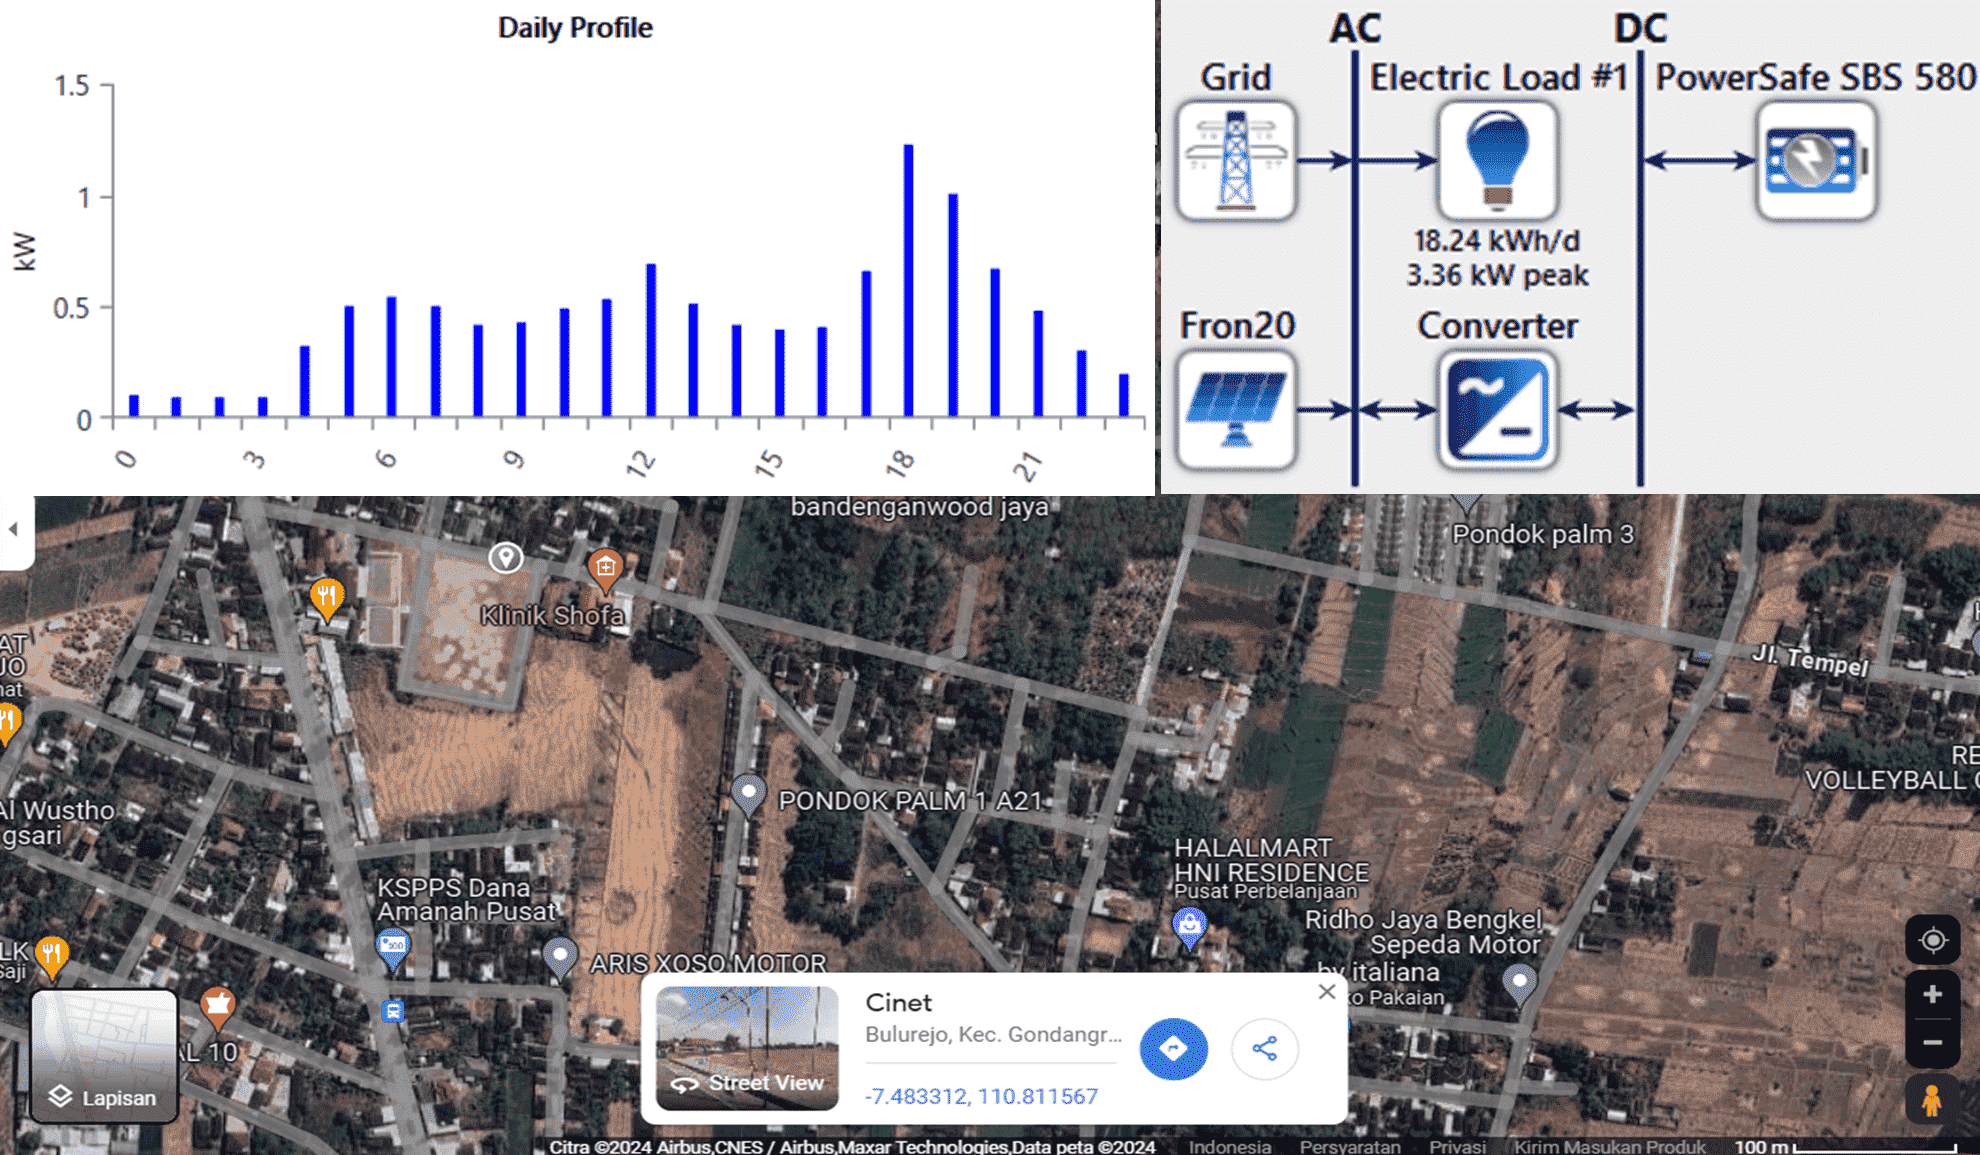 Daily Profile
1.5
1
0.5
0
kW
0
3
6
9
12
15
18
21
AC
DC
Grid
Electric Load #1
PowerSafe SBS 580
18.24 kWh/d
3.36 kW peak
Fron20
Converter
bandenganwood jaya
Pondok palm 3
Klinik Shofa
AT
JO
nat
Jl. Tempel
RE
VOLLEYBALL
PONDOK PALM 1 A21
Al Wustho
gsari
HALALMART
HNI RESIDENCE
Pusat Perbelanjaan
KSPPS Dana
Amanah Pusat
Ridho Jaya Bengkel
Sepeda Motor
LK
Saji
ARIS XOSO MOTOR
by italiana
ko Pakaian
AL 10
Lapisan
Street View
Cinet
Bulurejo, Kec. Gondangr...
-7.483312, 110.811567
Citra ©2024 Airbus,CNES / Airbus,Maxar Technologies,Data peta ©2024
Indonesia
Persyaratan
Privasi
Kirim Masukan Produk
100 m